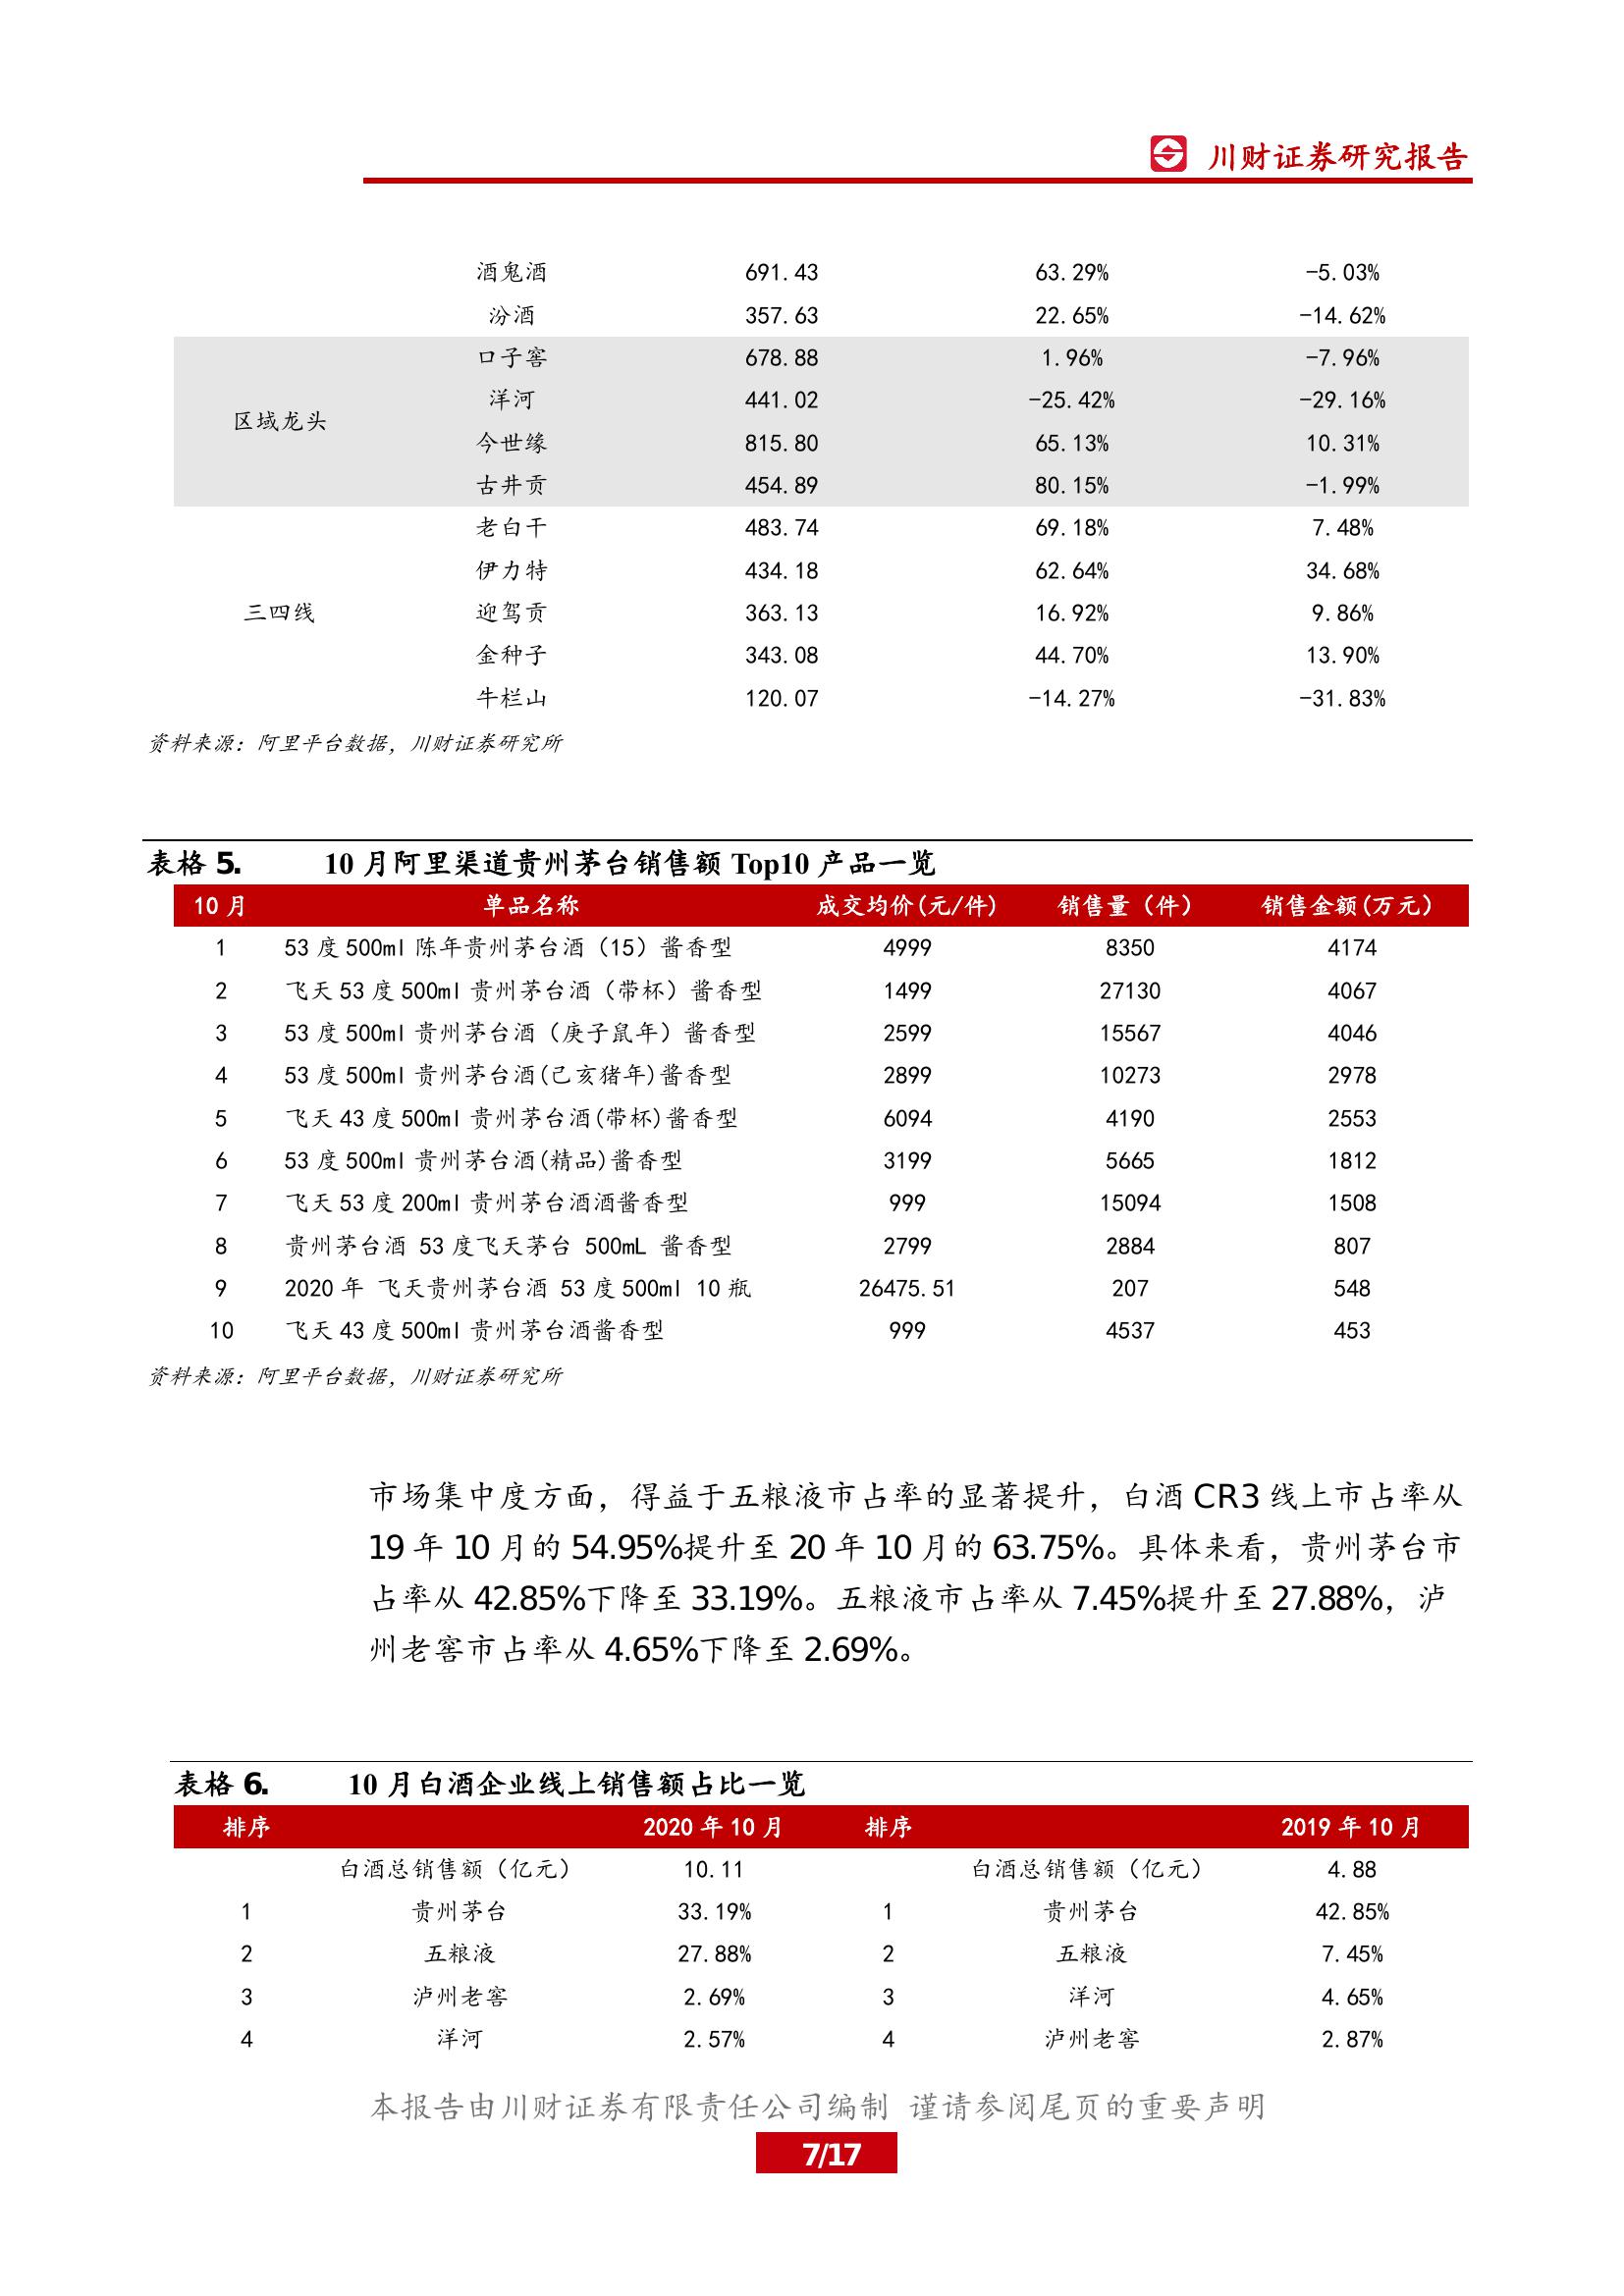 川财证券研究报告
酒鬼酒 691.43 63.29% -5.03%
汾酒 357.63 22.65% -14.62%
口子窖 678.88 1.96% -7.96%
洋河 441.02 -25.42% -29.16%
区域龙头
今世缘 815.80 65.13% 10.31%
古井贡 454.89 80.15% -1.99%
老白干 483.74 69.18% 7.48%
伊力特 434.18 62.64% 34.68%
三四线 迎驾贡 363.13 16.92% 9.86%
金种子 343.08 44.70% 13.90%
牛栏山 120.07 -14.27% -31.83%
资料来源：阿里平台数据，川财证券研究所
表格 5. 10 月阿里渠道贵州茅台销售额 Top10 产品一览
10 月 单品名称 成交均价(元/件) 销售量（件） 销售金额(万元)
1 53 度 500ml 陈年贵州茅台酒（15）酱香型 4999 8350 4174
2 飞天 53 度 500ml 贵州茅台酒（带杯）酱香型 1499 27130 4067
3 53 度 500ml 贵州茅台酒（庚子鼠年）酱香型 2599 15567 4046
4 53 度 500ml 贵州茅台酒(己亥猪年)酱香型 2899 10273 2978
5 飞天 43 度 500ml 贵州茅台酒(带杯)酱香型 6094 4190 2553
6 53 度 500ml 贵州茅台酒(精品)酱香型 3199 5665 1812
7 飞天 53 度 200ml 贵州茅台酒酒酱香型 999 15094 1508
8 贵州茅台酒 53 度飞天茅台 500mL 酱香型 2799 2884 807
9 2020 年 飞天贵州茅台酒 53 度 500ml 10 瓶 26475.51 207 548
10 飞天 43 度 500ml 贵州茅台酒酱香型 999 4537 453
资料来源：阿里平台数据，川财证券研究所
市场集中度方面，得益于五粮液市占率的显著提升，白酒 CR3 线上市占率从
19 年 10 月的 54.95%提升至 20 年 10 月的 63.75%。具体来看，贵州茅台市
占率从 42.85%下降至 33.19%。五粮液市占率从 7.45%提升至 27.88%，泸
州老窖市占率从 4.65%下降至 2.69%。
表格 6. 10 月白酒企业线上销售额占比一览
排序 2020 年 10 月 排序 2019 年 10 月
白酒总销售额（亿元） 10.11 白酒总销售额（亿元） 4.88
1 贵州茅台 33.19% 1 贵州茅台 42.85%
2 五粮液 27.88% 2 五粮液 7.45%
3 泸州老窖 2.69% 3 洋河 4.65%
4 洋河 2.57% 4 泸州老窖 2.87%
本报告由川财证券有限责任公司编制 谨请参阅尾页的重要声明
7/17